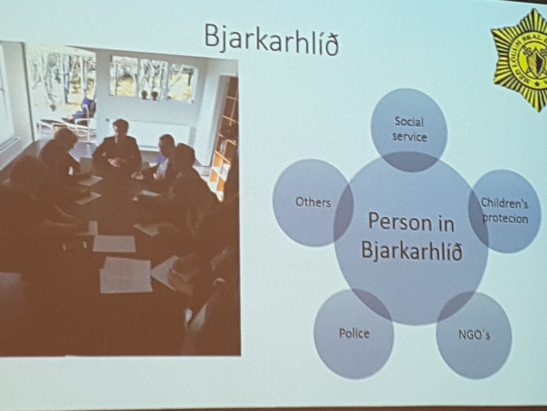 Bjarkarhlíð
Social
service
Others
Children's
protecion
Person in
Bjarkarhlíð
Police
NGO's